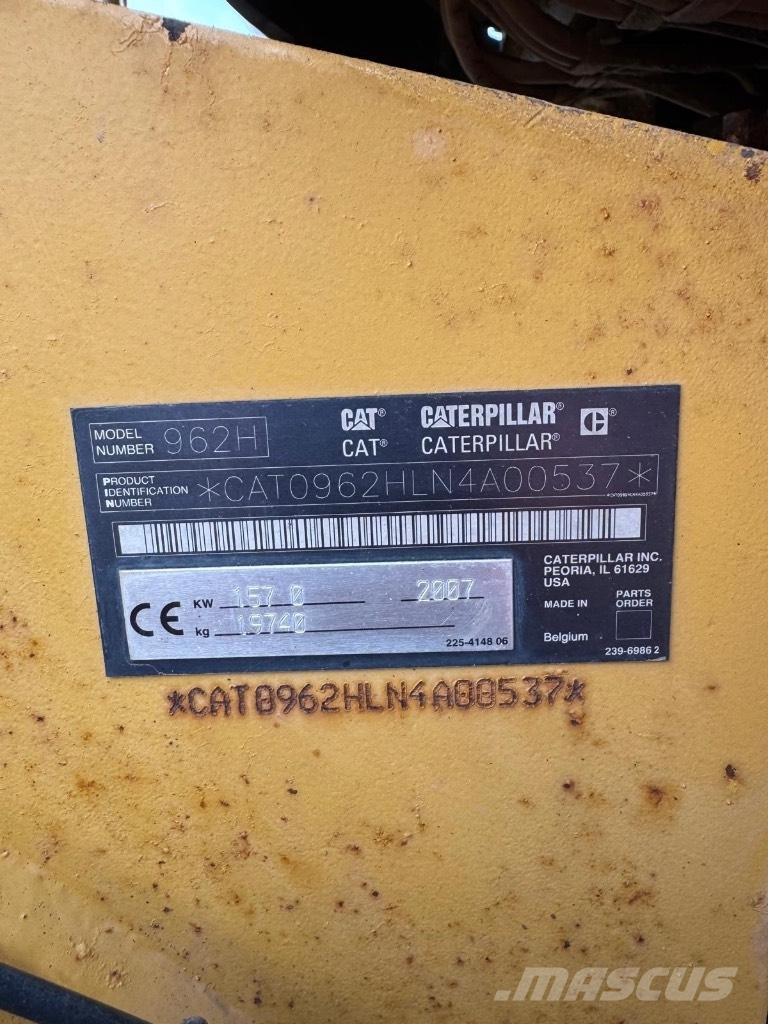 MODEL NUMBER 962H
CAT® CATERPILLAR® C®
CAT® CATERPILLAR®
PRODUCT IDENTIFICATION NUMBER *CAT0962HLN4A00537*
*CAT0962HLN4A00537*
CATERPILLAR INC.
PEORIA, IL 61629
USA
CE
KW 157 0 2007
kg 19740
225-4148 06
MADE IN
Belgium
PARTS
ORDER
239-6986 2
*CAT0962HLN4A00537*
MASCUS